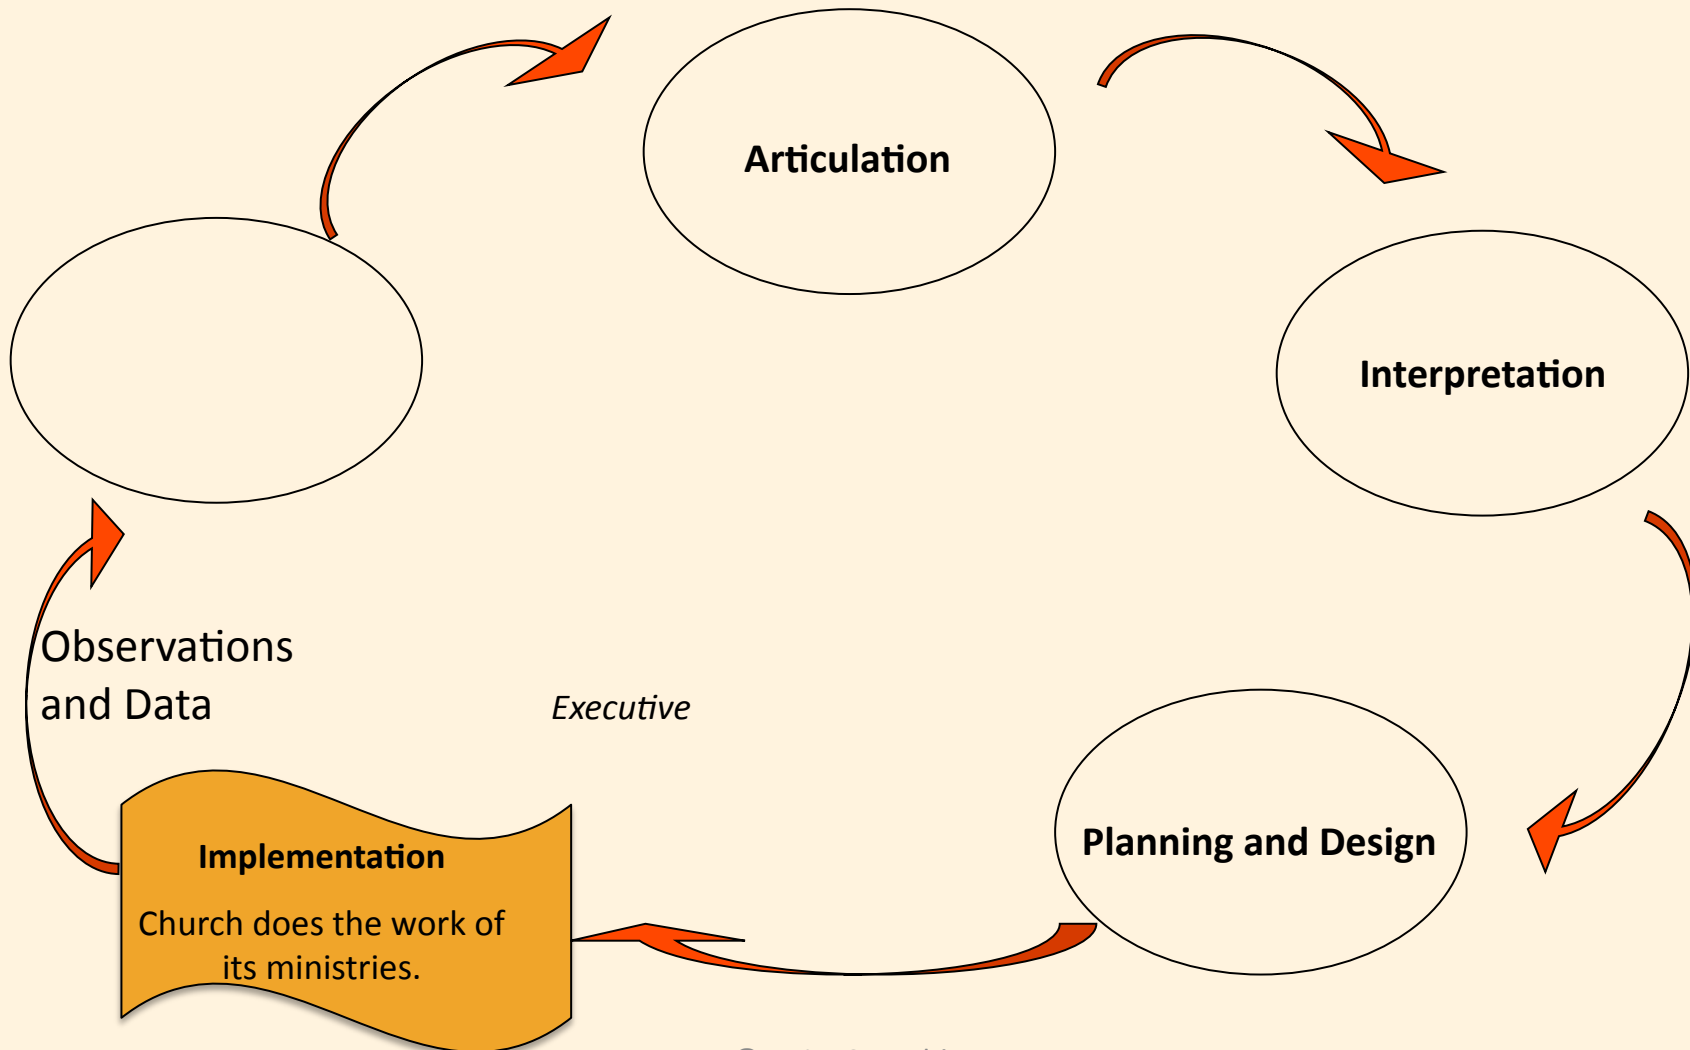 Articulation
Interpretation
Observations
and Data
Executive
Planning and Design
Implementation
Church does the work of
its ministries.